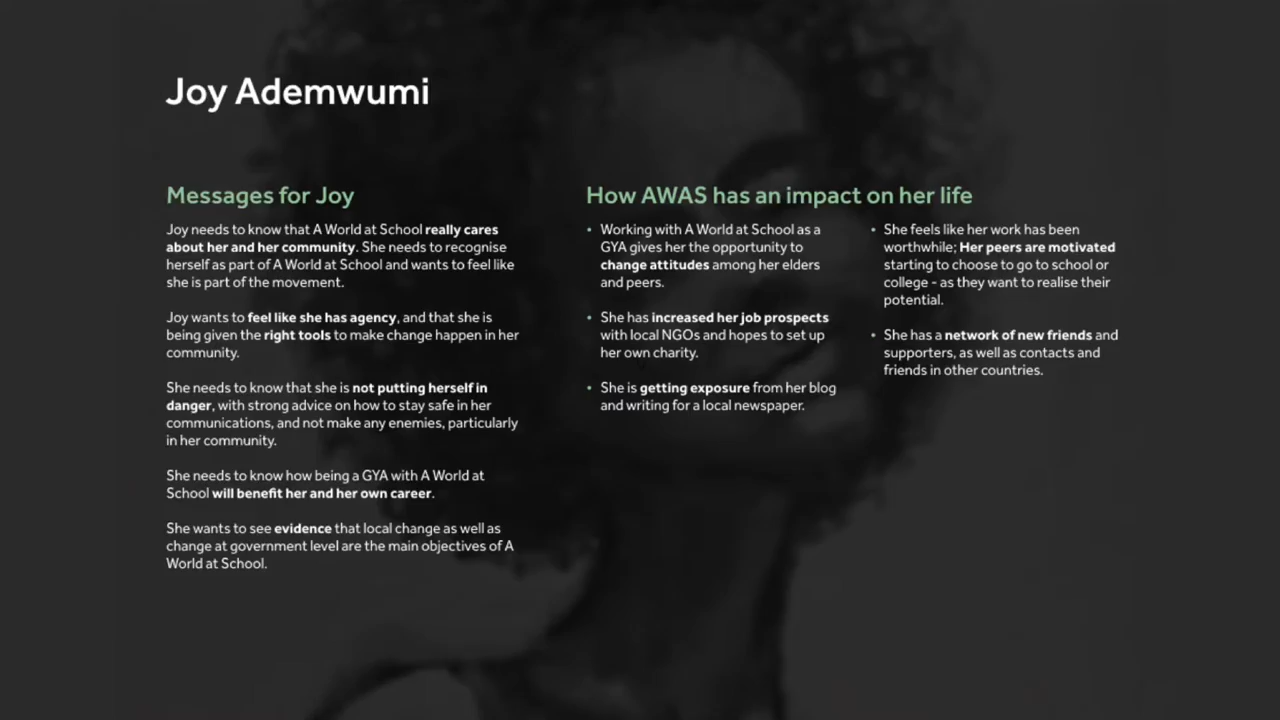 Joy Ademwumi
Messages for Joy
Joy needs to know that A World at School really cares
about her and her community. She needs to recognise
herself as part of A World at School and wants to feel like
she is part of the movement.
Joy wants to feel like she has agency, and that she is
being given the right tools to make change happen in her
community.
She needs to know that she is not putting herself in
danger, with strong advice on how to stay safe in her
communications, and not make any enemies, particularly
in her community.
She needs to know how being a GYA with A World at
School will benefit her and her own career.
She wants to see evidence that local change as well as
change at government level are the main objectives of A
World at School.
How AWAS has an impact on her life
• Working with A World at School as a
GYA gives her the opportunity to
change attitudes among her elders
and peers.
• She has increased her job prospects
with local NGOs and hopes to set up
her own charity.
• She is getting exposure from her blog
and writing for a local newspaper.
• She feels like her work has been
worthwhile; Her peers are motivated
starting to choose to go to school or
college - as they want to realise their
potential.
• She has a network of new friends and
supporters, as well as contacts and
friends in other countries.